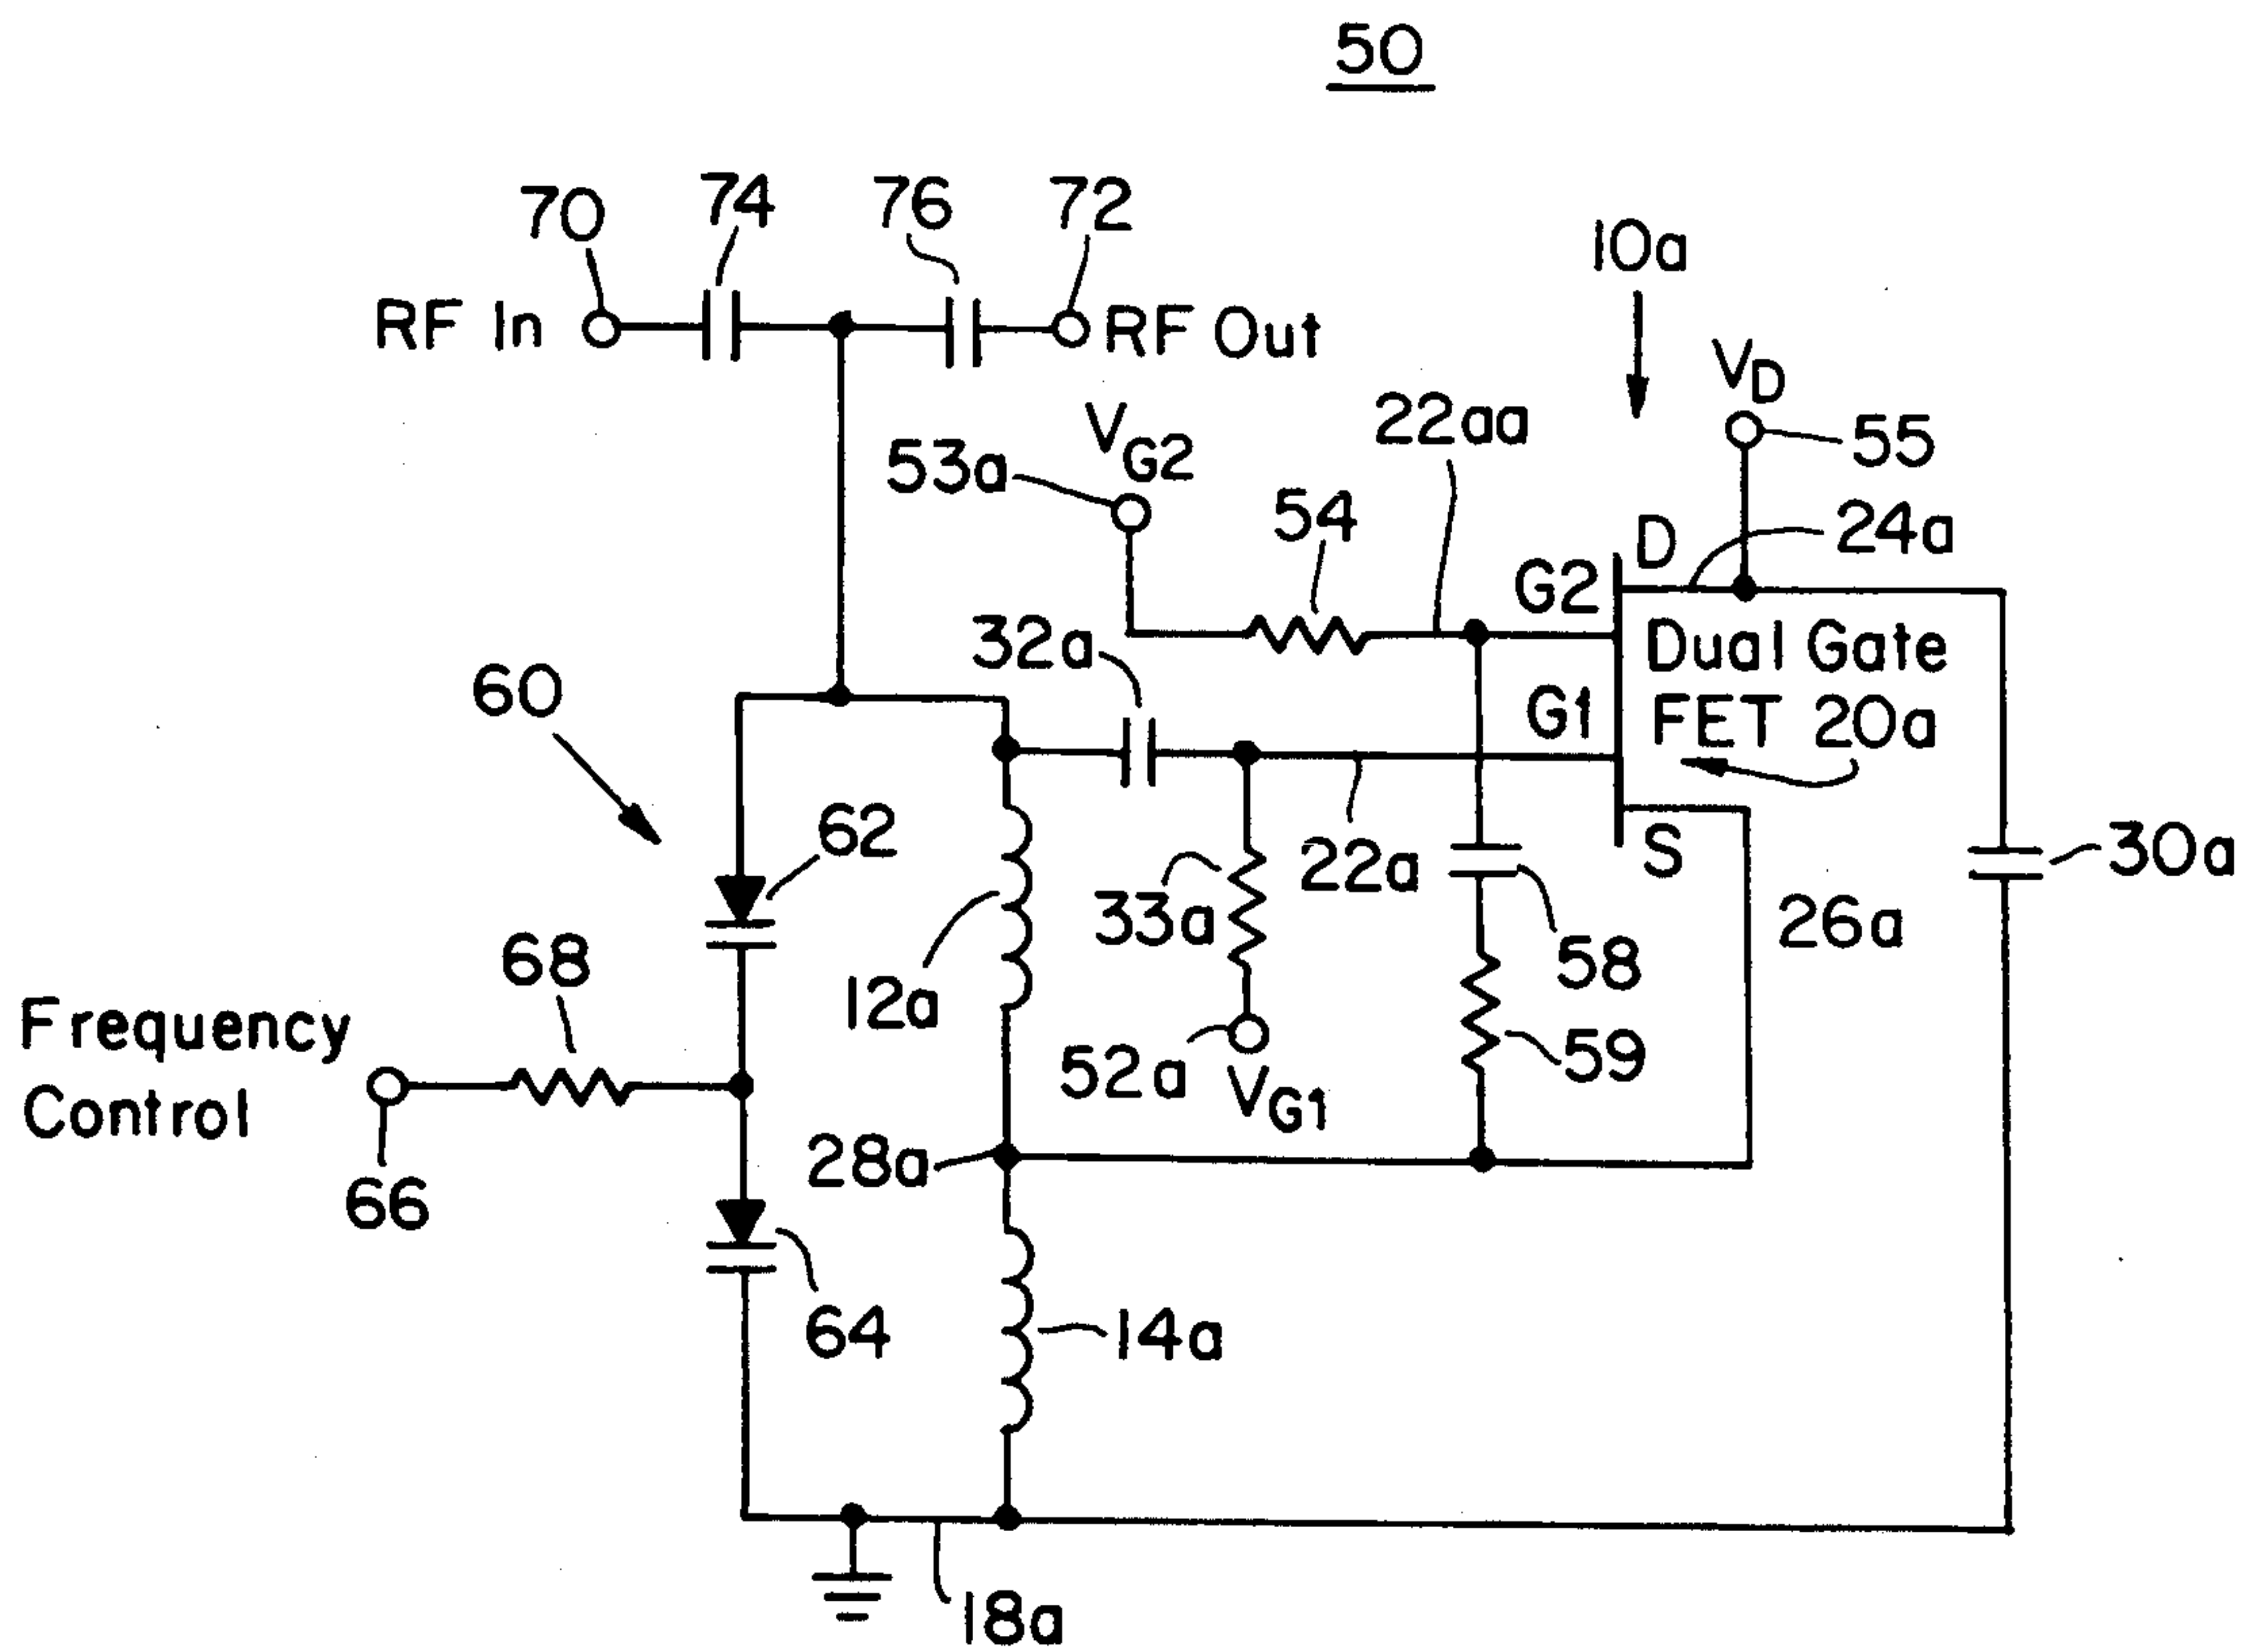 50
70
74
76
72
RF In
RF Out
10a
VD
55
VG2
53a
22aa
54
D
24a
G2
32a
Dual Gate
FET 20a
60
G1
62
S
30a
33a
22a
26a
68
12a
58
Frequency
Control
59
52a
VG1
28a
66
64
14a
18a